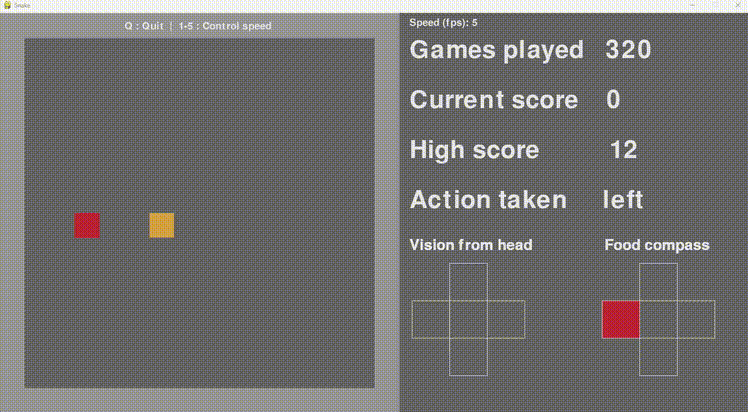 Snake
Q : Quit | 1-5 : Control speed
Speed (fps): 5
Games played 320
Current score 0
High score 12
Action taken left
Vision from head Food compass